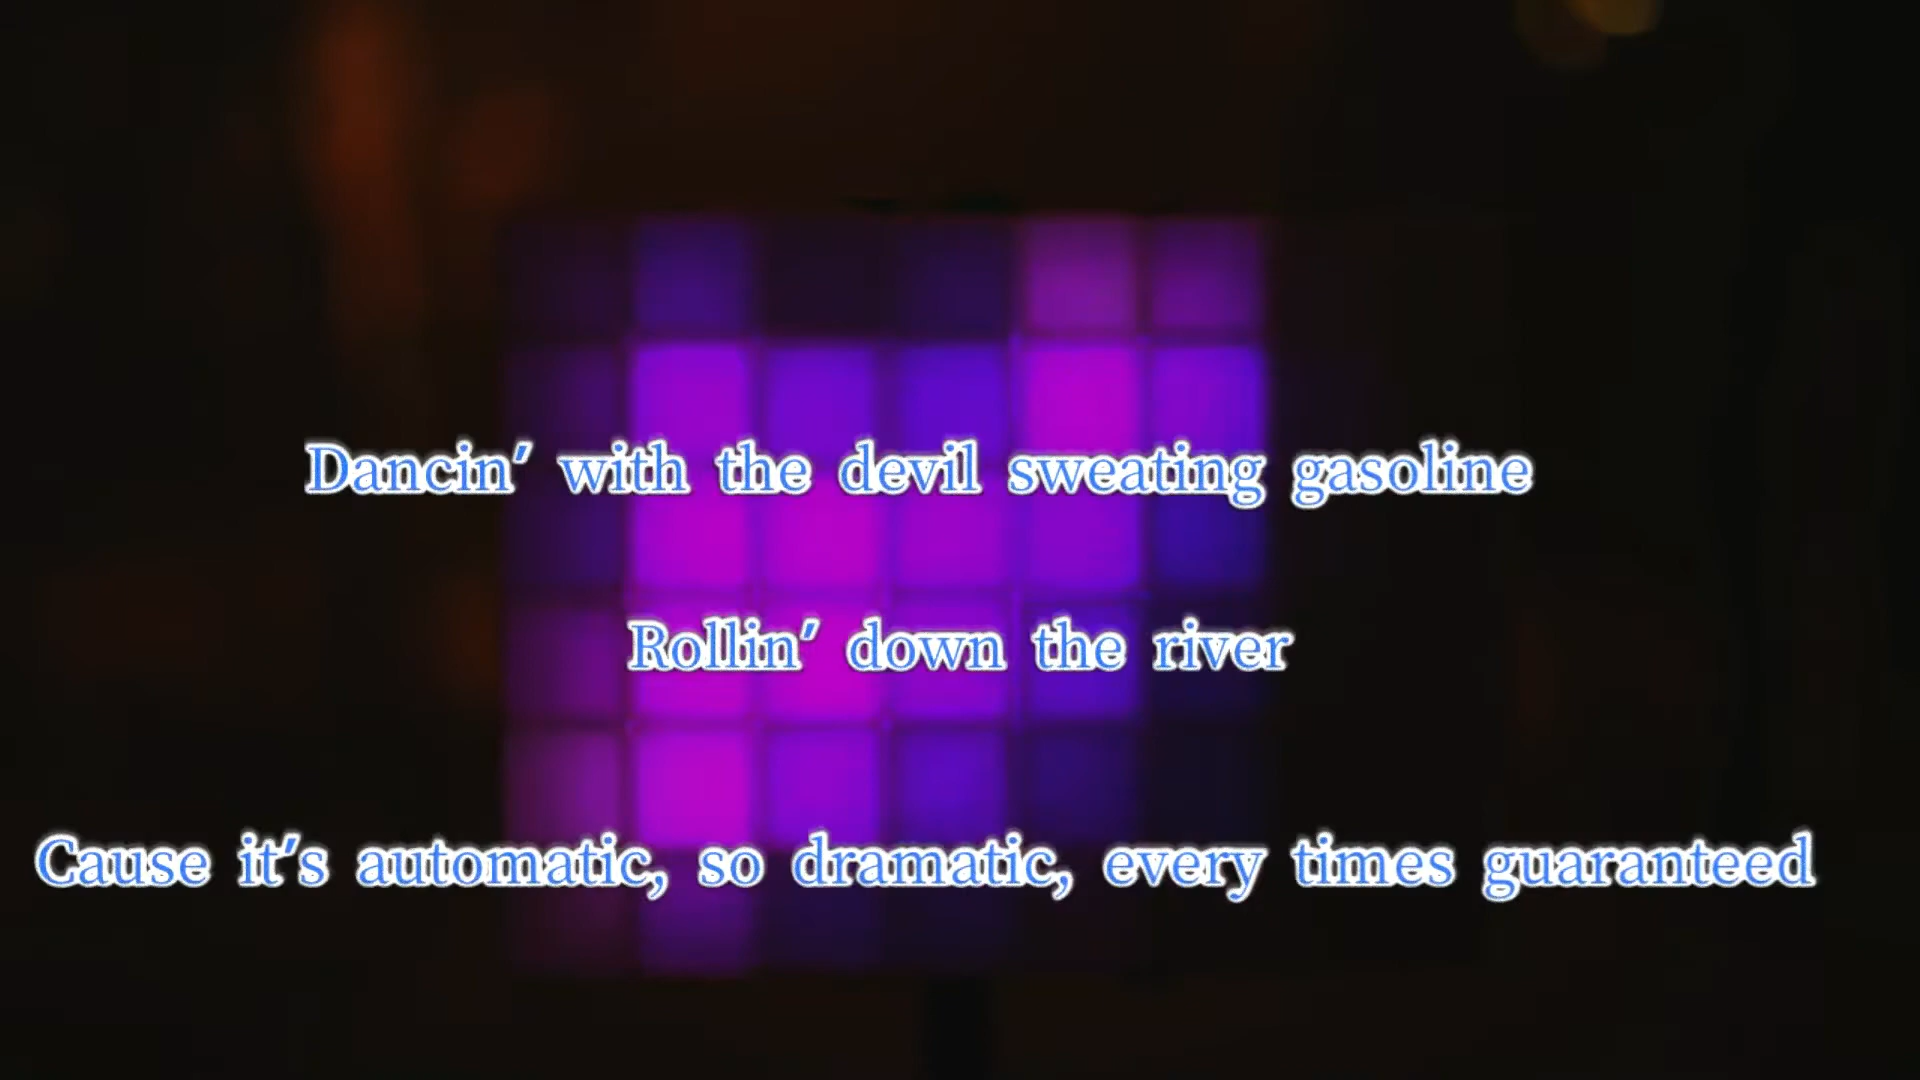 Dancin' with the devil sweating gasoline
Rollin' down the river
Cause it's automatic, so dramatic, every times guaranteed